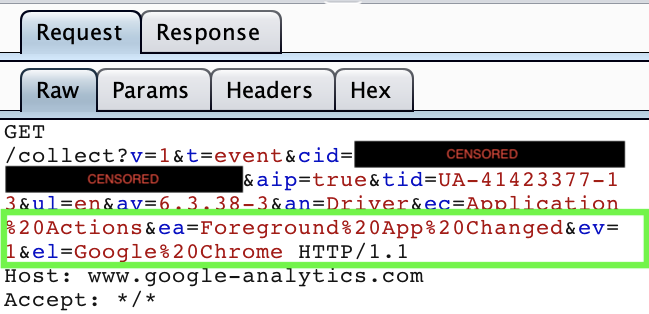 Request Response
Raw Params Headers Hex
GET
/collect?v=1&t=event&cid= CENSORED
CENSORED &aip=true&tid=UA-41423377-1
3&ul=en&av=6.3.38-3&an=Driver&ec=Application
%20Actions&ea=Foreground%20App%20Changed&ev=
1&el=Google%20Chrome HTTP/1.1
Host: www.google-analytics.com
Accept: */*